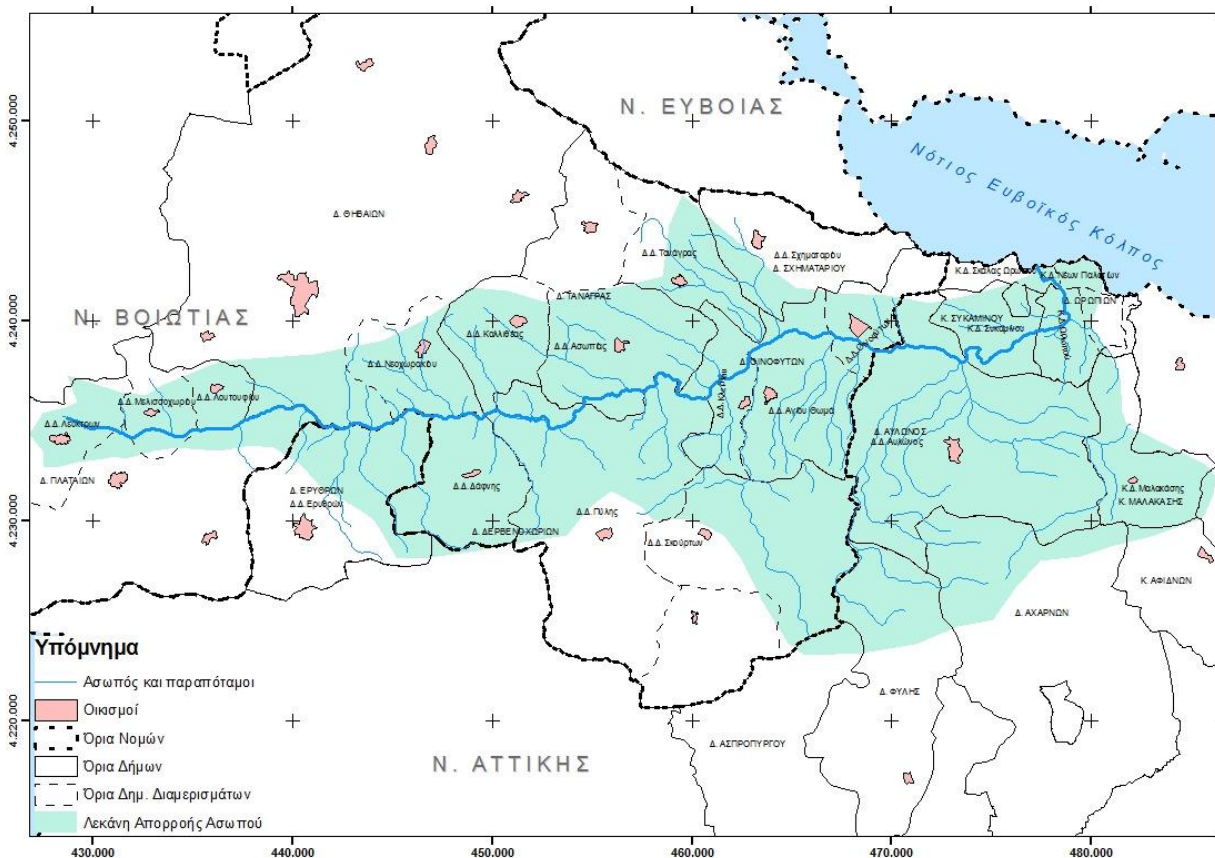 Ν. ΕΥΒΟΙΑΣ
Νότιος Ευβοϊκός Κόλπος
4.250.000
Δ. ΘΗΒΑΙΩΝ
Δ.Δ. Τανάγρας
Δ.Δ. Σχηματαρίου
Δ. ΣΧΗΜΑΤΑΡΙΟΥ
Κ.Δ. Σκάλας Ωρωπού
Κ.Δ. Νέων Παλατίων
Δ. ΤΑΝΑΓΡΑΣ
Δ. ΩΡΩΠΙΩΝ
4.240.000
Ν. ΒΟΙΩΤΙΑΣ
Δ.Δ. Καλλιθέας
Δ.Δ. Ασωπίας
Κ. ΣΥΚΑΜΙΝΟΥ
Κ.Δ. Συκαμίνου
Κ.Δ. Ωρωπού
Δ.Δ. Οινοφύτων
Δ.Δ. Νεοχωρακίου
Δ. ΟΙΝΟΦΥΤΩΝ
Δ.Δ. Κλειδίου
Δ.Δ. Μελισσοχωρίου
Δ.Δ. Λουτουφίου
Δ.Δ. Αγίου Θωμά
Δ.Δ. Λεύκτρων
Δ. ΑΥΛΩΝΟΣ
Δ.Δ. Αυλώνος
Δ. ΠΛΑΤΑΙΩΝ
Δ. ΕΡΥΘΡΩΝ
Δ.Δ. Ερυθρών
Δ.Δ. Δάφνης
Κ.Δ. Μαλακάσης
Κ. ΜΑΛΑΚΑΣΗΣ
4.230.000
Δ. ΔΕΡΒΕΝΟΧΩΡΙΩΝ
Δ.Δ. Πύλης
Δ.Δ. Σκούρτων
Κ. ΑΦΙΔΝΩΝ
Δ. ΑΧΑΡΝΩΝ
Υπόμνημα
Ασωπός και παραπόταμοι
Οικισμοί
Όρια Νομών
Όρια Δήμων
Όρια Δημ. Διαμερισμάτων
Λεκάνη Απορροής Ασωπού
4.220.000
Δ. ΦΥΛΗΣ
Δ. ΑΣΠΡΟΠΥΡΓΟΥ
Ν. ΑΤΤΙΚΗΣ
430.000
440.000
450.000
460.000
470.000
480.000